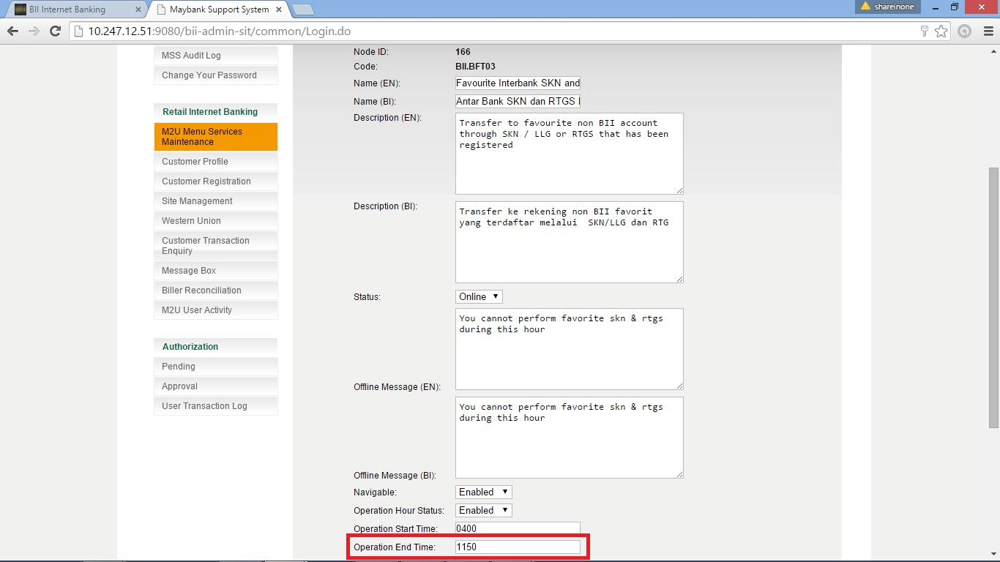 BII Internet Banking
Maybank Support System
shareinone
10.247.12.51:9080/bii-admin-sit/common/Login.do
MSS Audit Log
Change Your Password
Retail Internet Banking
M2U Menu Services
Maintenance
Customer Profile
Customer Registration
Site Management
Western Union
Customer Transaction
Enquiry
Message Box
Biller Reconciliation
M2U User Activity
Authorization
Pending
Approval
User Transaction Log
Node ID: 166
Code: BII.BFT03
Name (EN): Favourite Interbank SKN and
Name (BI): Antar Bank SKN dan RTGS
Description (EN):
Transfer to favourite non BII account
through SKN / LLG or RTGS that has been
registered
Description (BI):
Transfer ke rekening non BII favorit
yang terdaftar melalui  SKN/LLG dan RTG
Status: Online
You cannot perform favorite skn & rtgs
during this hour
Offline Message (EN):
You cannot perform favorite skn & rtgs
during this hour
Offline Message (BI):
Navigable: Enabled
Operation Hour Status: Enabled
Operation Start Time: 0400
Operation End Time: 1150